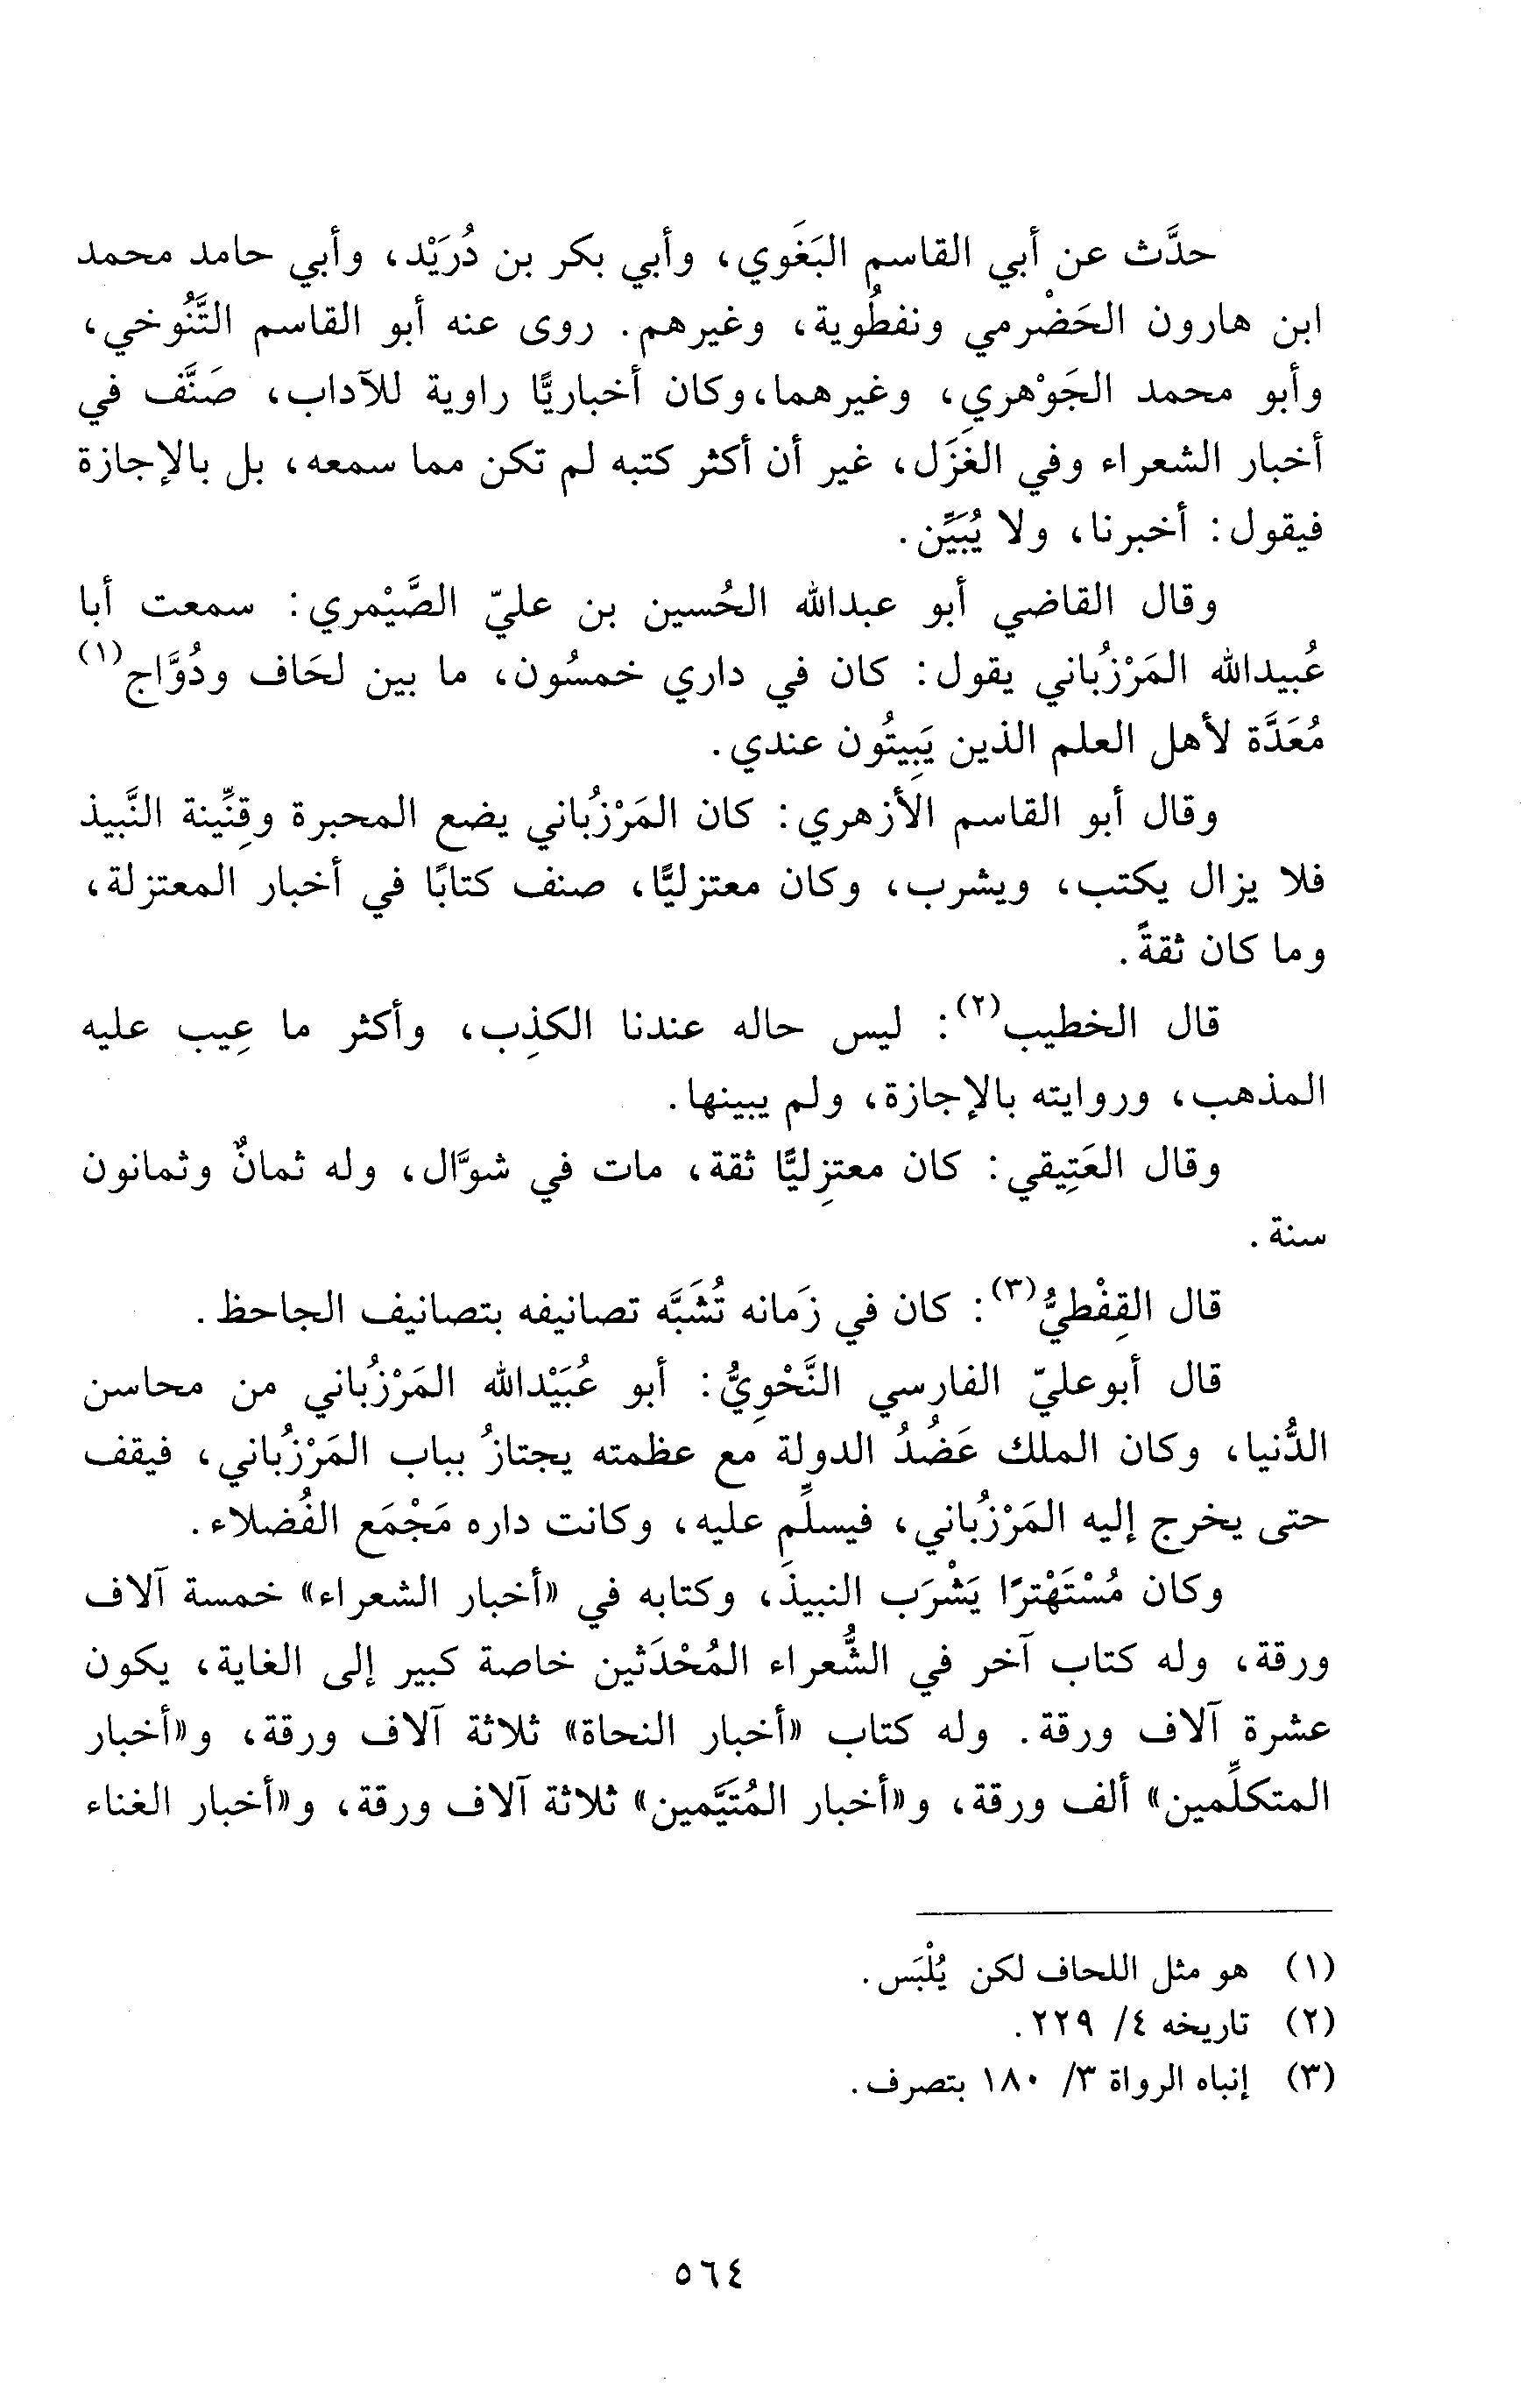 حدَّث عن أبي القاسم البَغَوي، وأبي بكر بن دُرَيْد، وأبي حامد محمد
ابن هارون الحَضْرمي ونفطُوية، وغيرهم. روى عنه أبو القاسم التَّنُوخي،
وأبو محمد الجَوْهري، وغيرهما،وكان أخباريًّا راوية للآداب، صَنَّف في
أخبار الشعراء وفي الغَزَل، غير أن أكثر كتبه لم تكن مما سمعه، بل بالإجازة
فيقول: أخبرنا، ولا يُبَيِّن.
وقال القاضي أبو عبدالله الحُسين بن عليّ الصَّيْمري: سمعت أبا
عُبيدالله المَرْزُباني يقول: كان في داري خمسُون، ما بين لحَاف ودُوَّاج(١)
مُعَدَّة لأهل العلم الذين يَبِيتُون عندي.
وقال أبو القاسم الأزهري: كان المَرْزُباني يضع المحبرة وقِنِّينة النَّبيذ
فلا يزال يكتب، ويشرب، وكان معتزليًّا، صنف كتابًا في أخبار المعتزلة،
وما كان ثقةً.
قال الخطيب(٢): ليس حاله عندنا الكذِب، وأكثر ما عِيب عليه
المذهب، وروايته بالإجازة، ولم يبينها.
وقال العَتِيقي: كان معتزِليًّا ثقة، مات في شوَّال، وله ثمانٌ وثمانون
سنة.
قال القِفْطيُّ(٣): كان في زَمانه تُشَبَّه تصانيفه بتصانيف الجاحظ.
قال أبوعليّ الفارسي النَّحْوِيُّ: أبو عُبَيْدالله المَرْزُباني من محاسن
الدُّنيا، وكان الملك عَضُدُ الدولة مع عظمته يجتازُ بباب المَرْزُباني، فيقف
حتى يخرج إليه المَرْزُباني، فيسلِّم عليه، وكانت داره مَجْمَع الفُضلاء.
وكان مُسْتَهْترًا يَشْرَب النبيذَ، وكتابه في «أخبار الشعراء» خمسة آلاف
ورقة، وله كتاب آخر في الشُّعراء المُحْدَثين خاصة كبير إلى الغاية، يكون
عشرة آلاف ورقة. وله كتاب «أخبار النحاة» ثلاثة آلاف ورقة، و«أخبار
المتكلِّمين» ألف ورقة، و«أخبار المُتَيَّمين» ثلاثة آلاف ورقة، و«أخبار الغناء
(١) هو مثل اللحاف لكن يُلْبَس.
(٢) تاريخه ٤/ ٢٢٩.
(٣) إنباه الرواة ٣/ ١٨٠ بتصرف.
٥٦٤